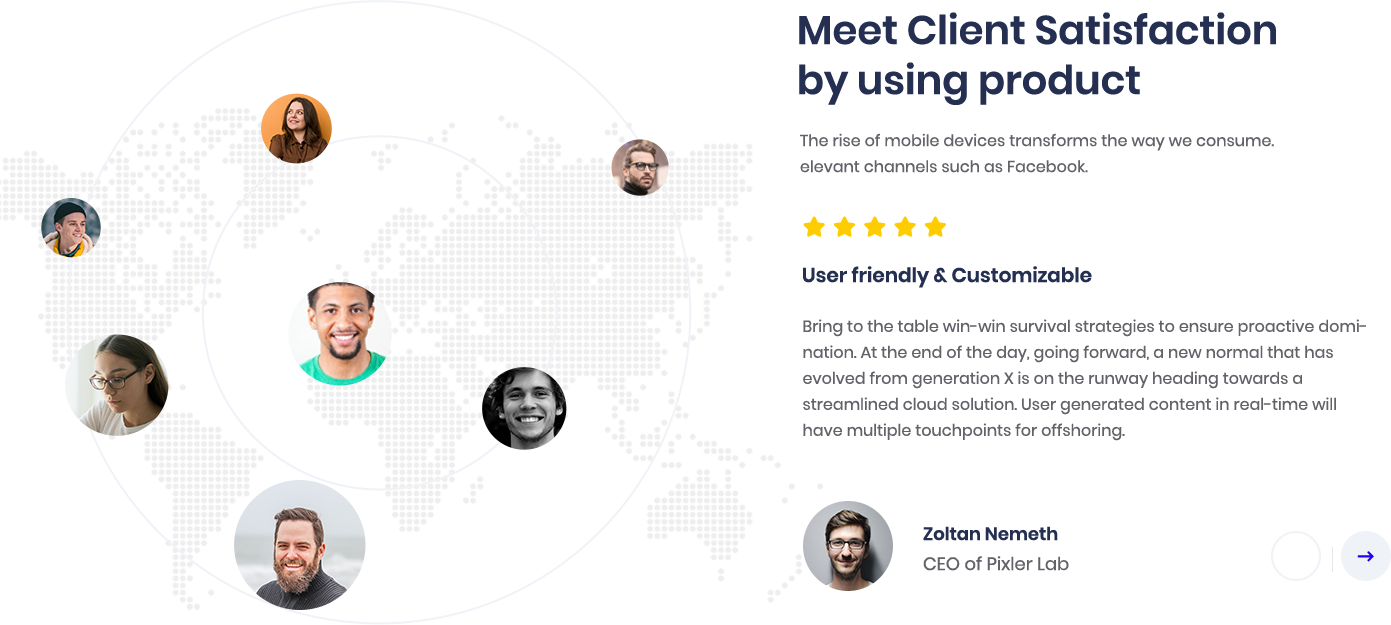 Meet Client Satisfaction
by using product
The rise of mobile devices transforms the way we consume.
elevant channels such as Facebook.
User friendly & Customizable
Bring to the table win-win survival strategies to ensure proactive domi-
nation. At the end of the day, going forward, a new normal that has
evolved from generation X is on the runway heading towards a
streamlined cloud solution. User generated content in real-time will
have multiple touchpoints for offshoring.
Zoltan Nemeth
CEO of Pixler Lab